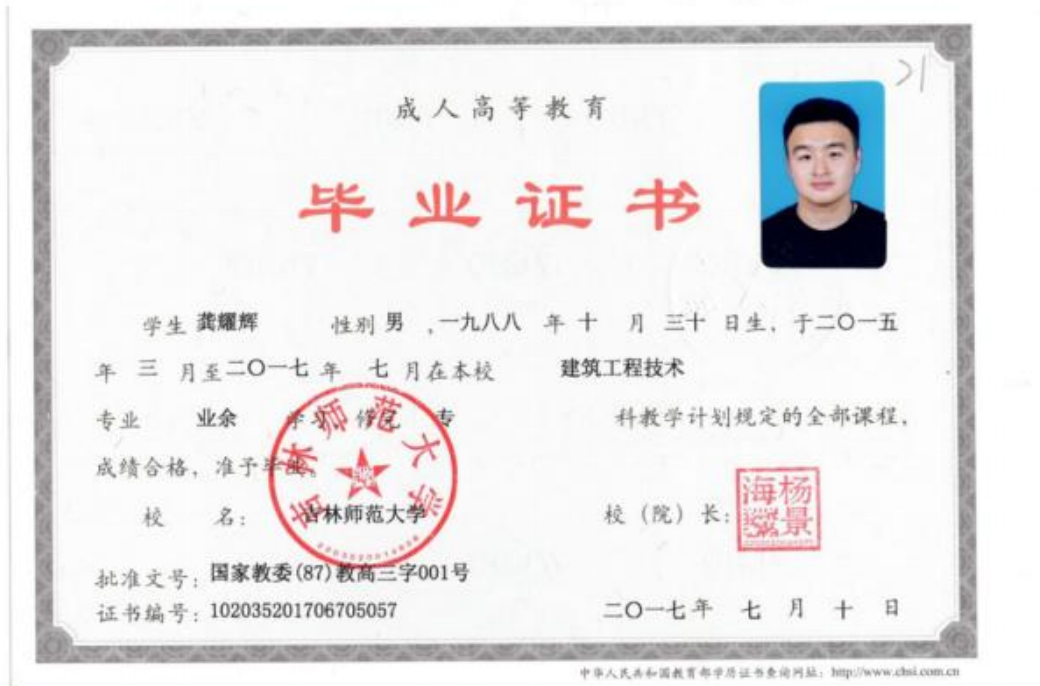 成人高等教育
毕业证书
学生 龚耀辉 性别 男 ,一九八八 年 十 月 三十 日生，于二〇一五
年 三 月至二〇一七 年 七 月在本校 建筑工程技术
专业 业余 学习，修完 专 科教学计划规定的全部课程，
成绩合格，准予毕业。
吉林师范大学
校 名： 吉林师范大学 校（院）长：
杨景海
批准文号：国家教委(87)教高三字001号
证书编号：102035201706705057 二〇一七年 七 月 十 日
中华人民共和国教育部学历证书查询网址：http://www.chsi.com.cn